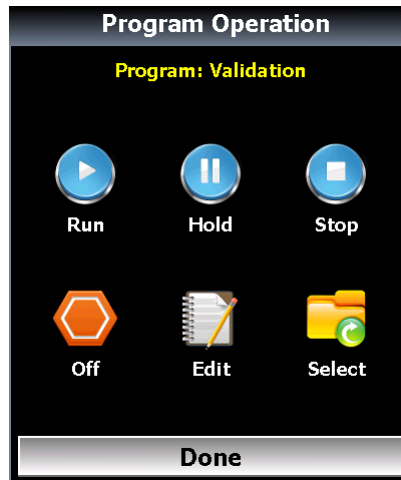 Program Operation
Program: Validation
Run Hold Stop
Off Edit Select
Done